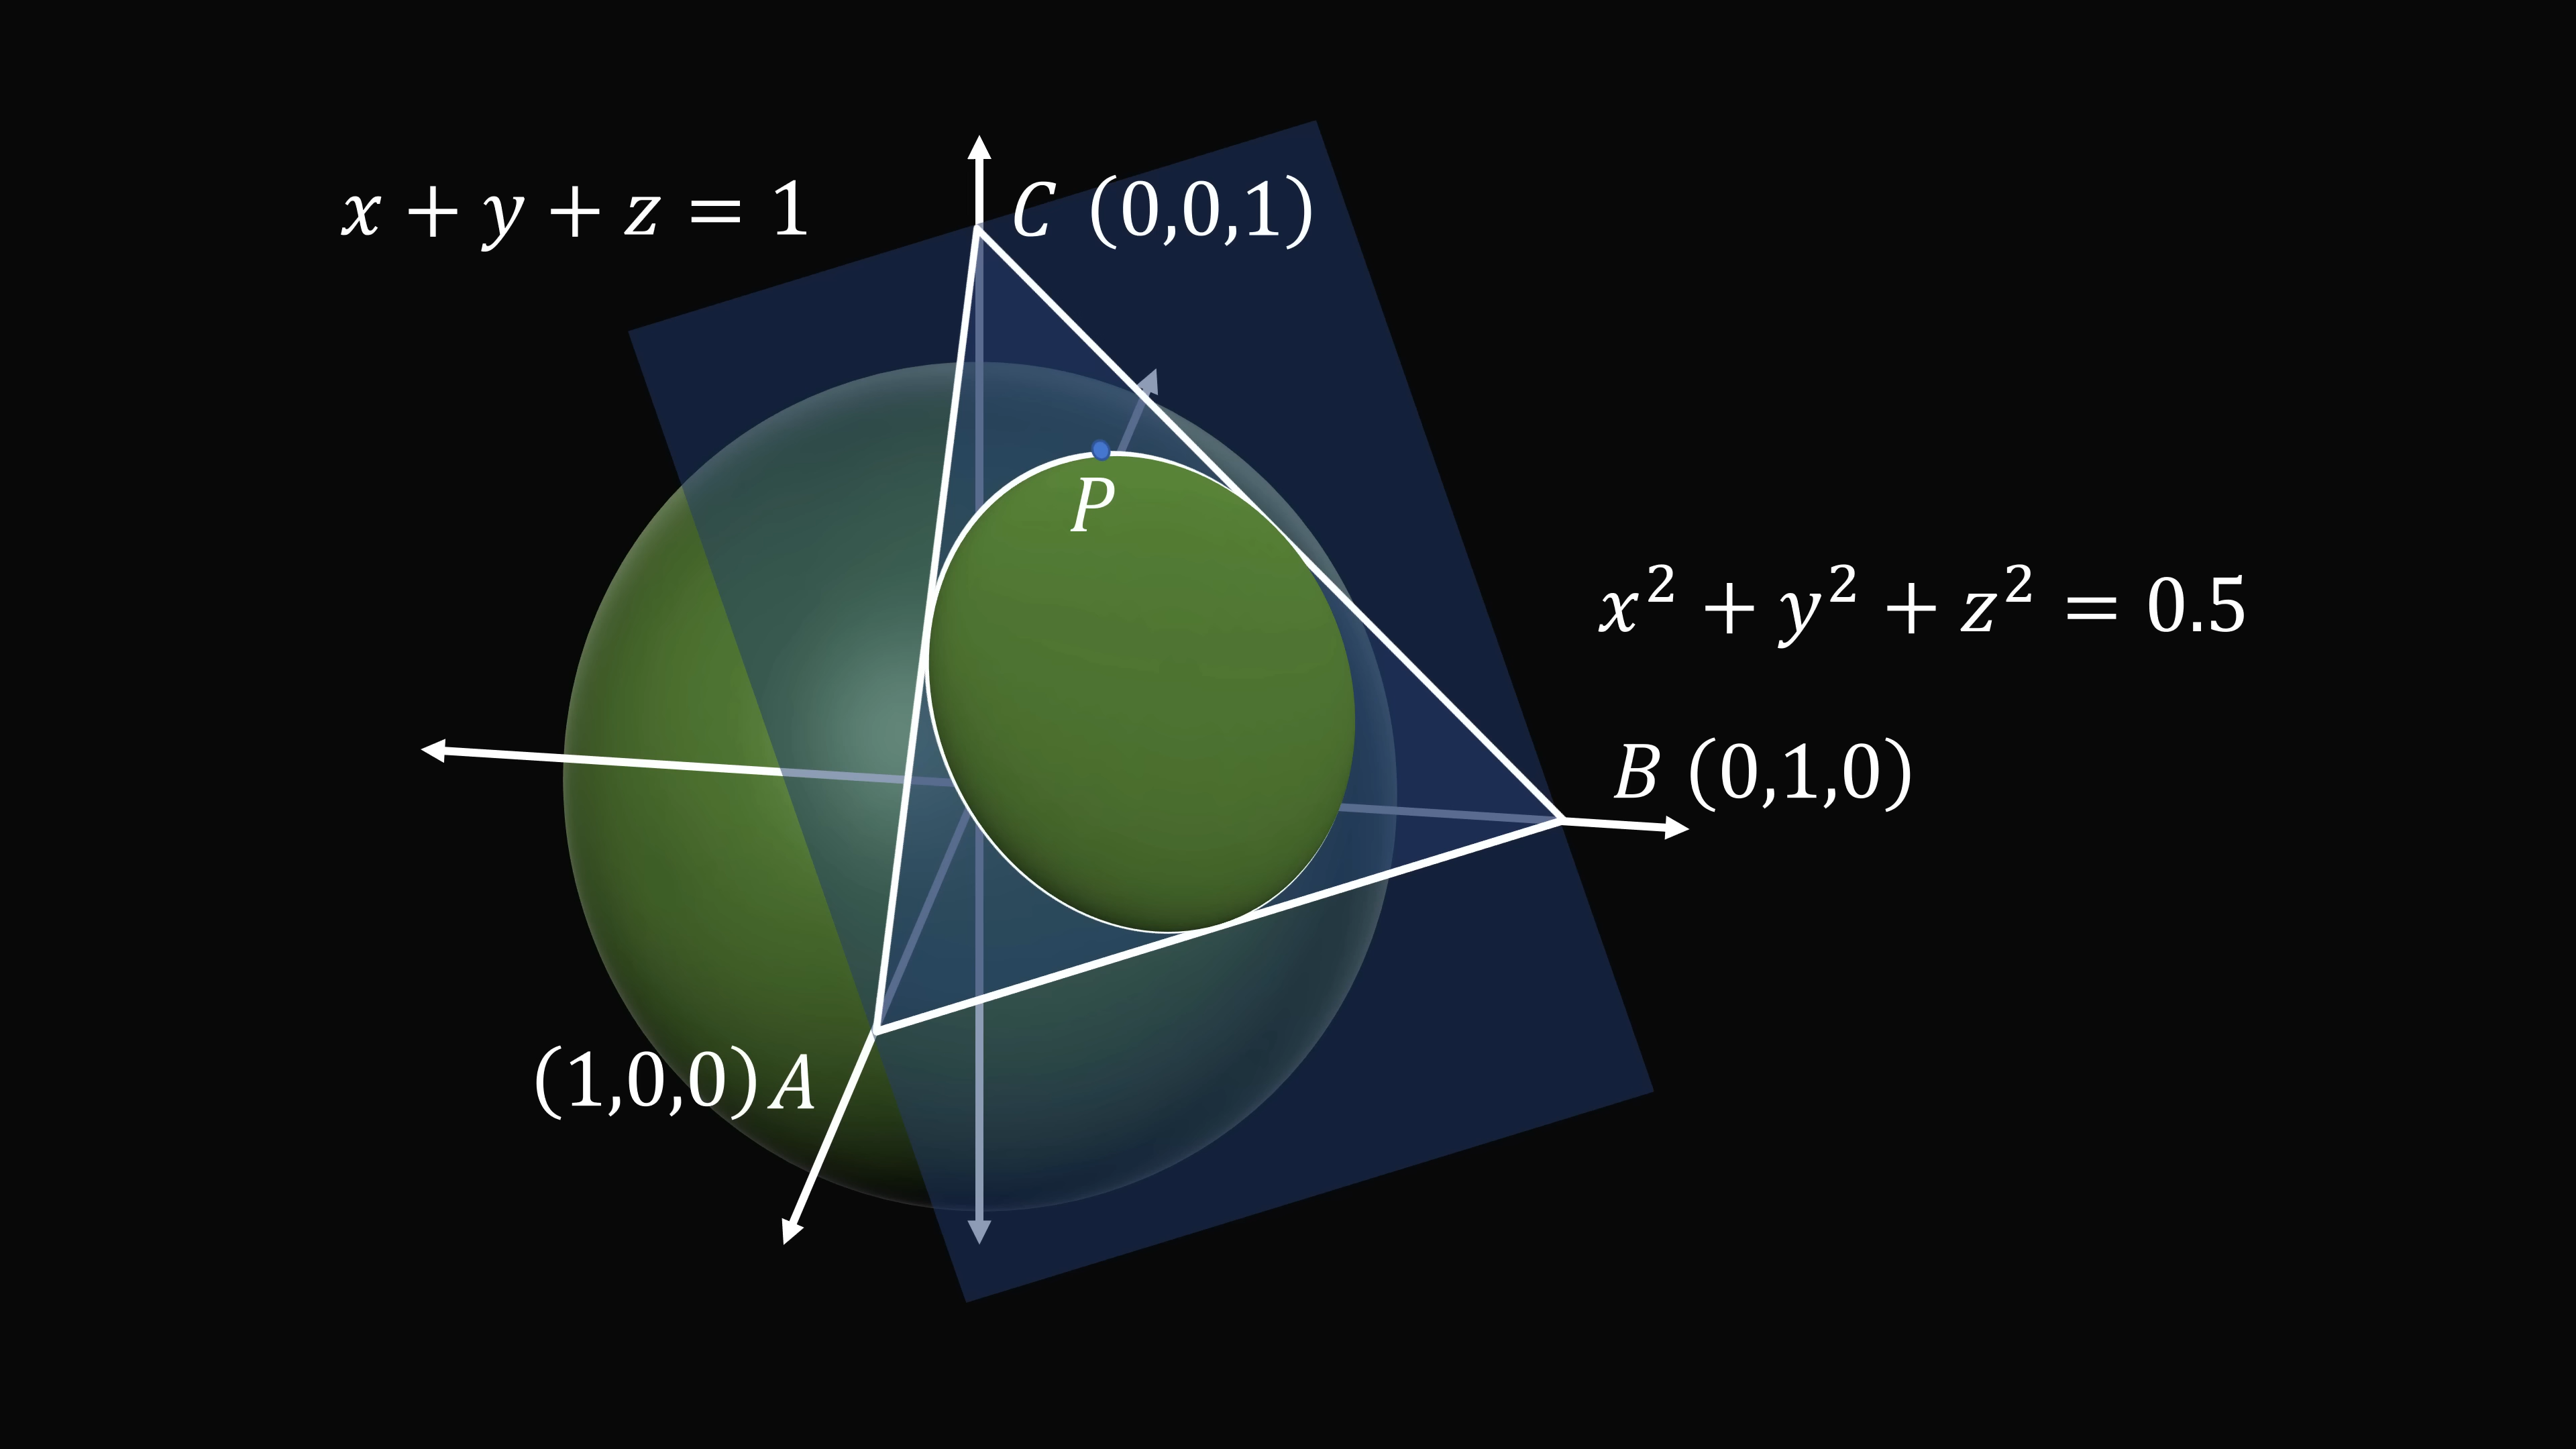 x + y + z = 1
C (0,0,1)
P
x² + y² + z² = 0.5
B (0,1,0)
(1,0,0) A